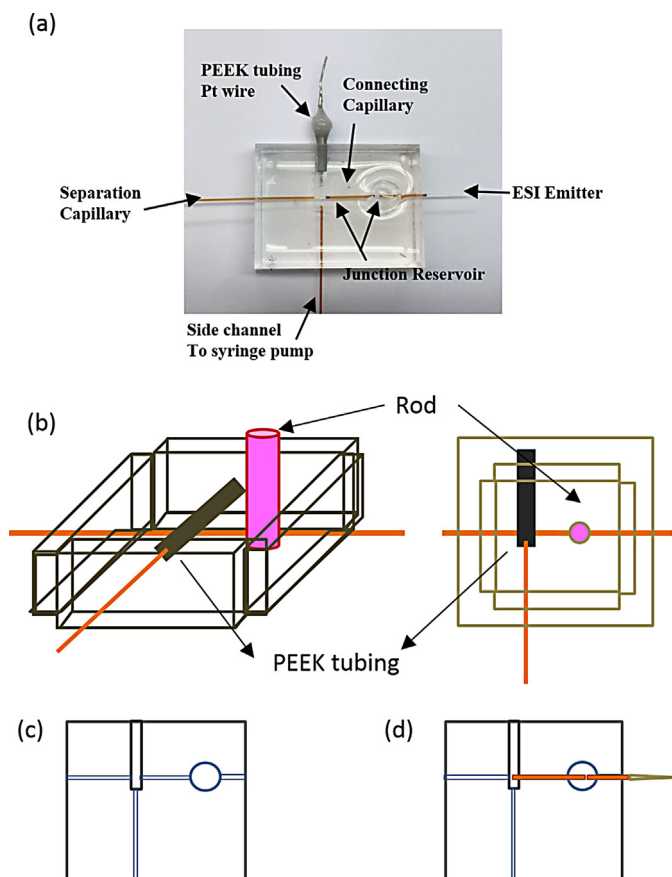 (a)
PEEK tubing
Pt wire
Connecting
Capillary
Separation
Capillary
ESI Emitter
Junction Reservoir
Side channel
To syringe pump
(b)
Rod
PEEK tubing
(c)
(d)